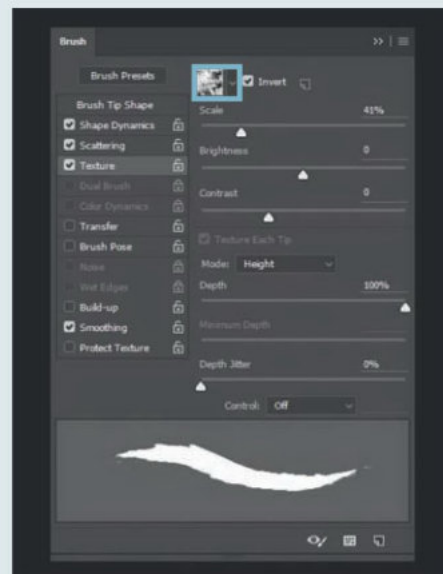 Brush
Brush Presets
Invert
Brush Tip Shape
Scale 41%
Shape Dynamics
Scattering
Brightness 0
Texture
Dual Brush
Contrast 0
Color Dynamics
Transfer
Texture Each Tip
Brush Pose
Mode: Height
Noise
Wet Edges
Depth 100%
Build-up
Smoothing
Minimum Depth
Protect Texture
Depth Jitter 0%
Control: Off